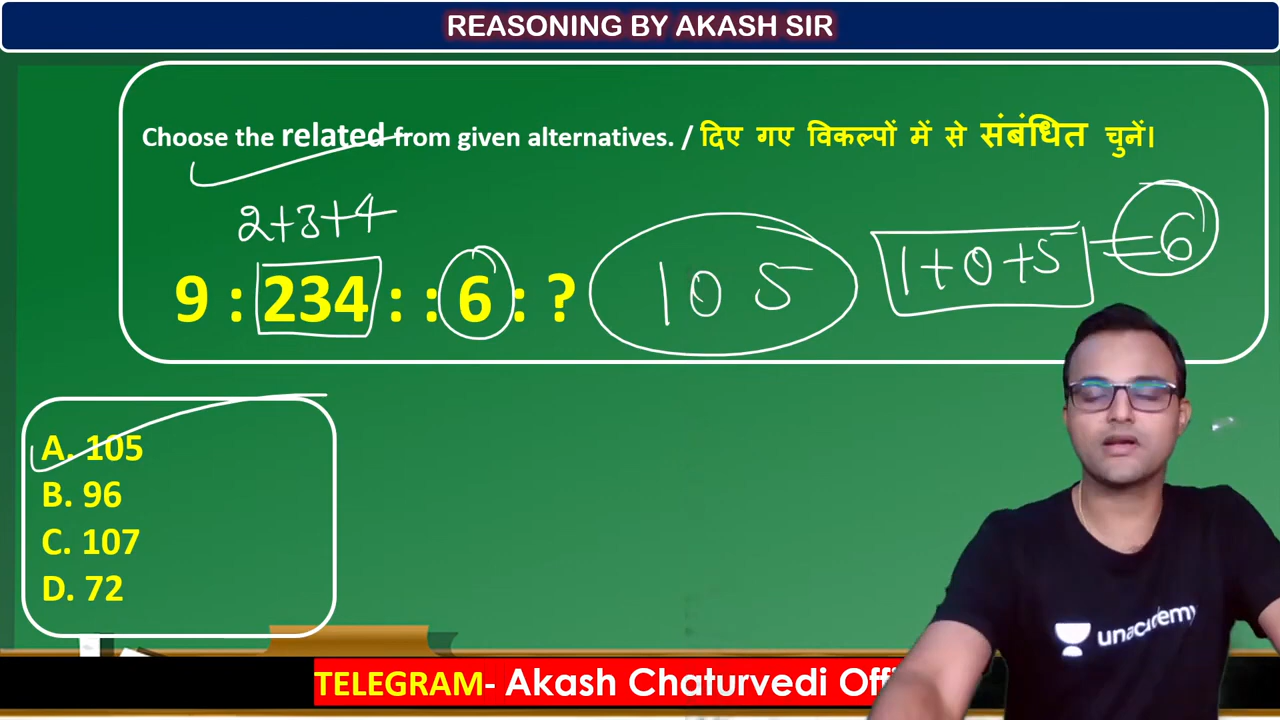 REASONING BY AKASH SIR
Choose the related from given alternatives. / दिए गए विकल्पों में से संबंधित चुनें।
2+3+4
9 : 234 : : 6 : ? 105 1+0+5 = 6
A. 105
B. 96
C. 107
D. 72
unacademy
TELEGRAM- Akash Chaturvedi Offi